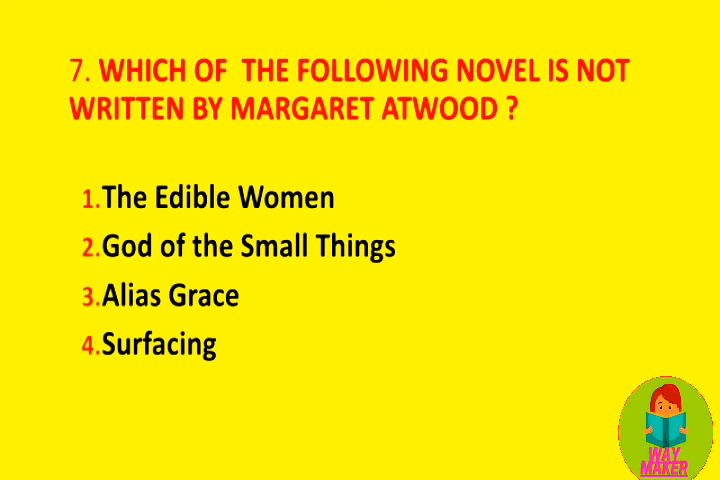 7. WHICH OF THE FOLLOWING NOVEL IS NOT
WRITTEN BY MARGARET ATWOOD ?
1.The Edible Women
2.God of the Small Things
3.Alias Grace
4.Surfacing
WAY
MAKER